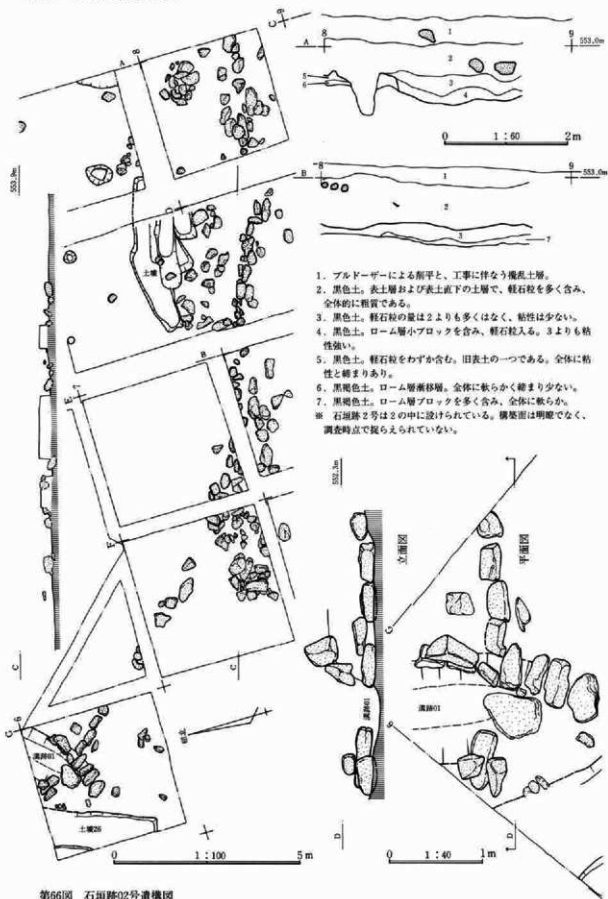 8
9
A
553.0m
1
2
3
4
5
6
0 1:60 2m
8
9
B
553.0m
1
2
3
7
1. ブルドーザーによる削平と、工事に伴なう攪乱土層。
2. 黒色土。表土層および表土直下の土層で、軽石粒を多く含み、
全体的に粗質である。
3. 黒色土。軽石粒の量は2よりも多くはなく、粘性は少ない。
4. 黒色土。ローム層小ブロックを含み、軽石粒入る。3よりも粘
性強い。
5. 黒色土。軽石粒をわずか含む。旧表土の一つである。全体に粘
性と締まりあり。
6. 黒褐色土。ローム層漸移層。全体に軟らかく締まり少ない。
7. 黒褐色土。ローム層ブロックを多く含み、全体に軟らか。
※ 石垣跡2号は2の中に設けられている。構築面は明瞭でなく、
調査時点で捉らえられていない。
C
9
A
8
553.9m
土壙
B
E
7
E'
C
C
G
6
溝跡01
土壙28
0 1:100 5m
552.3m
立面図
平面図
G
溝跡01
溝跡01
D
D
0 1:40 1m
第66図 石垣跡02号遺構図